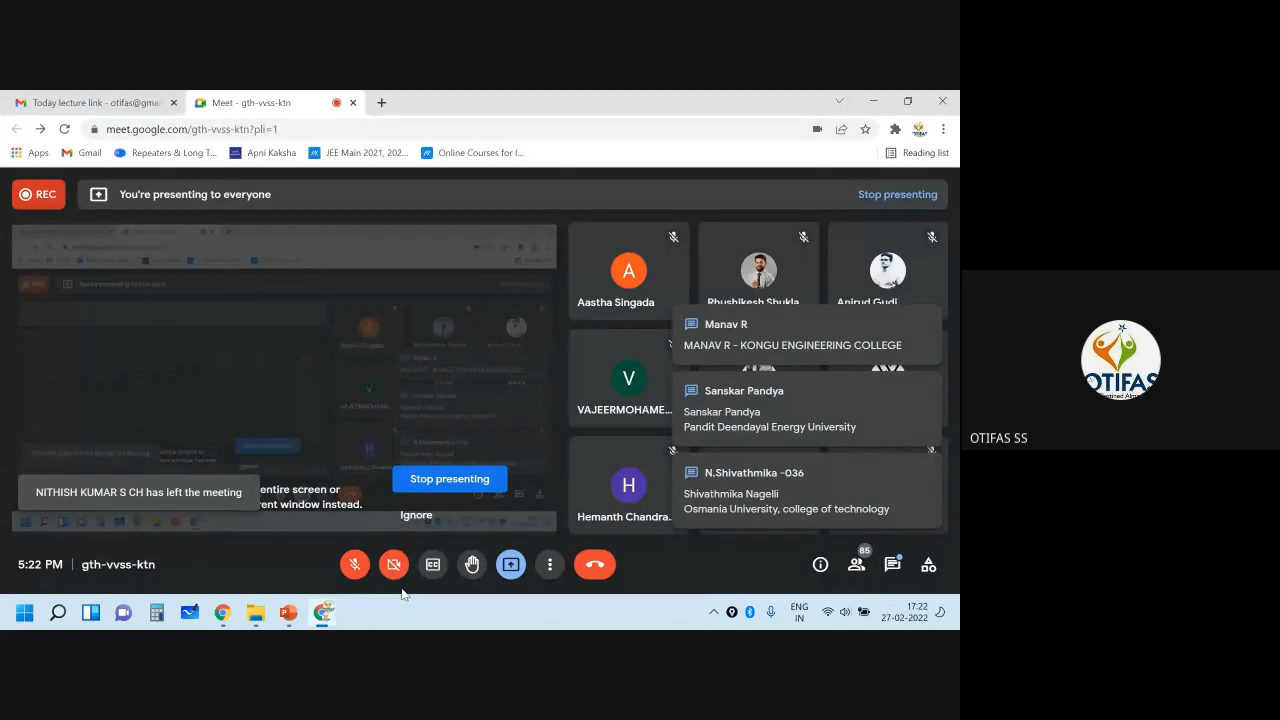 Today lecture link - otifas@gmai
Meet - gth-vvss-ktn
meet.google.com/gth-vvss-ktn?pli=1
Apps
Gmail
Repeaters & Long T...
Apni Kaksha
JEE Main 2021, 202...
Online Courses for I...
Reading list
REC
You're presenting to everyone
Stop presenting
A
Aastha Singada
Rhushikesh Shukla
Anirud Gudi
Manav R
MANAV R - KONGU ENGINEERING COLLEGE
V
VAJEERMOHAME...
Sanskar Pandya
Sanskar Pandya
Pandit Deendayal Energy University
H
Hemanth Chandra...
N.Shivathmika -036
Shivathmika Nagelli
Osmania University, college of technology
NITHISH KUMAR S CH has left the meeting
entire screen or
rent window instead.
Stop presenting
Ignore
5:22 PM | gth-vvss-ktn
85
ENG
IN
17:22
27-02-2022
OTIFAS
OTIFAS SS